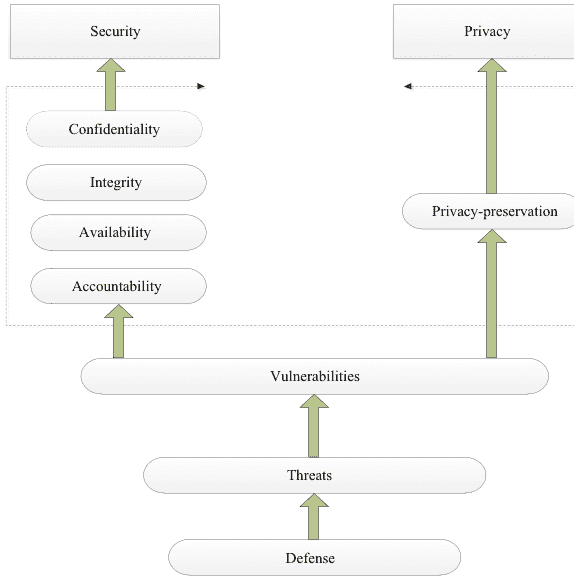 Security
Privacy
Confidentiality
Integrity
Privacy-preservation
Availability
Accountability
Vulnerabilities
Threats
Defense